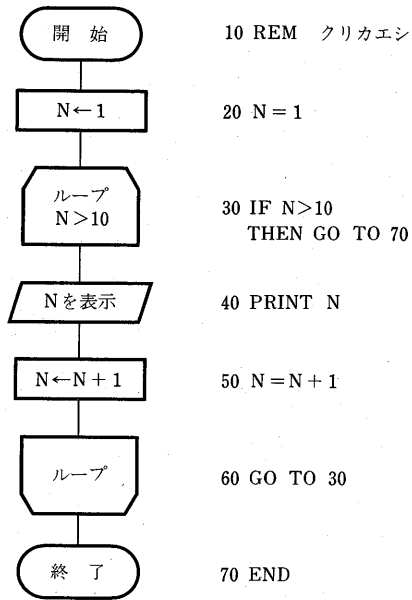 開 始
10 REM クリカエシ
N←1
20 N=1
ループ
N>10
30 IF N>10
THEN GO TO 70
Nを表示
40 PRINT N
N←N+1
50 N=N+1
ループ
60 GO TO 30
終 了
70 END